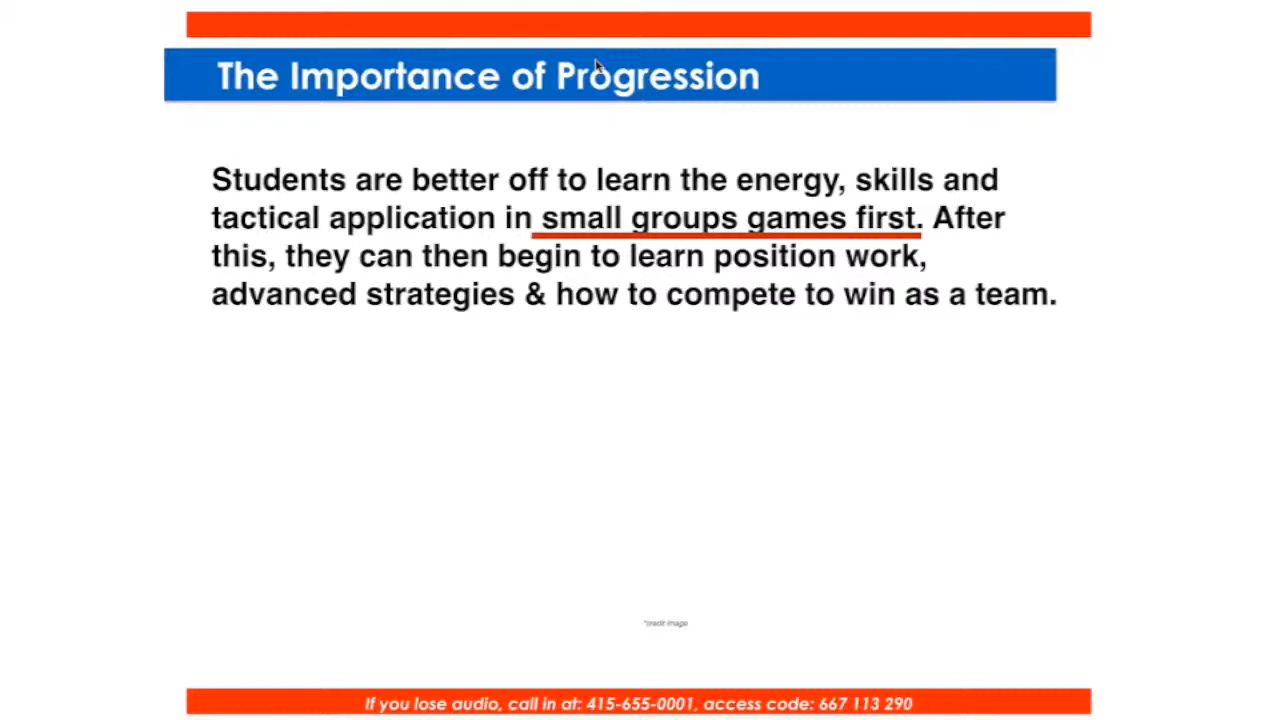 The Importance of Progression
Students are better off to learn the energy, skills and
tactical application in small groups games first. After
this, they can then begin to learn position work,
advanced strategies & how to compete to win as a team.
*credit image
If you lose audio, call in at: 415-655-0001, access code: 667 113 290